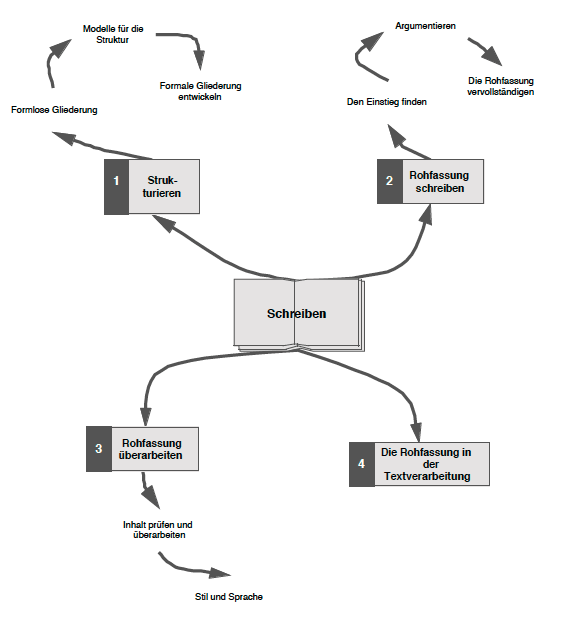 Modelle für die
Struktur
Formale Gliederung
entwickeln
Formlose Gliederung
1
Struk-
turieren
Argumentieren
Die Rohfassung
vervollständigen
Den Einstieg finden
2
Rohfassung
schreiben
Schreiben
3
Rohfassung
überarbeiten
Inhalt prüfen und
überarbeiten
Stil und Sprache
4
Die Rohfassung in
der
Textverarbeitung